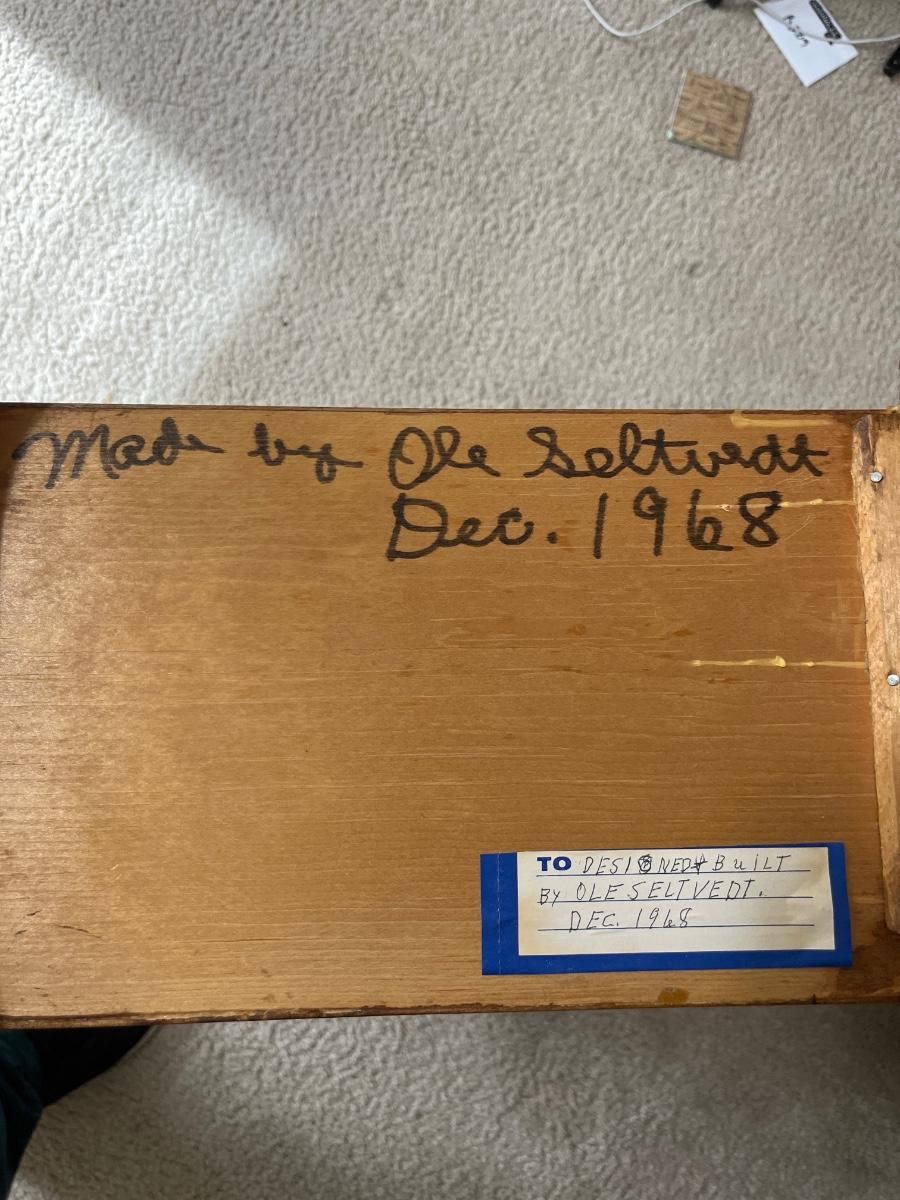 Made by Ole Seltvedt
Dec. 1968
TO DESIGNED & BUILT
BY OLE SELTVEDT.
DEC. 1968